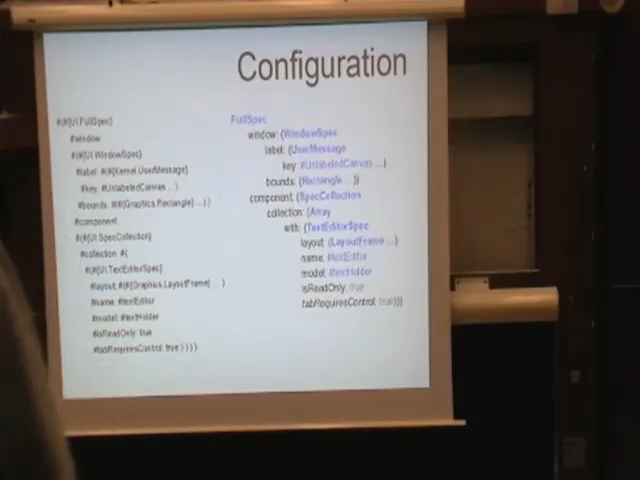 Configuration
#(#{UI.FullSpec}
#window:
#(#{UI.WindowSpec}
#label: #(#{Kernel.UserMessage}
#key: #UnlabeledCanvas ...)
#bounds: #(#{Graphics.Rectangle} ... ) )
#component:
#(#{UI.SpecCollection}
#collection: #(
#(#{UI.TextEditorSpec}
#layout: #(#{Graphics.LayoutFrame} ... )
#name: #textEditor
#model: #textHolder
#isReadOnly: true
#tabRequiresControl: true ) ) ) )
FullSpec
window: (WindowSpec
label: (UserMessage
key: #UnlabeledCanvas ...)
bounds: (Rectangle ...))
component: (SpecCollection
collection: (Array
with: (TextEditorSpec
layout: (LayoutFrame ...)
name: #textEditor
model: #textHolder
isReadOnly: true
tabRequiresControl: true)))